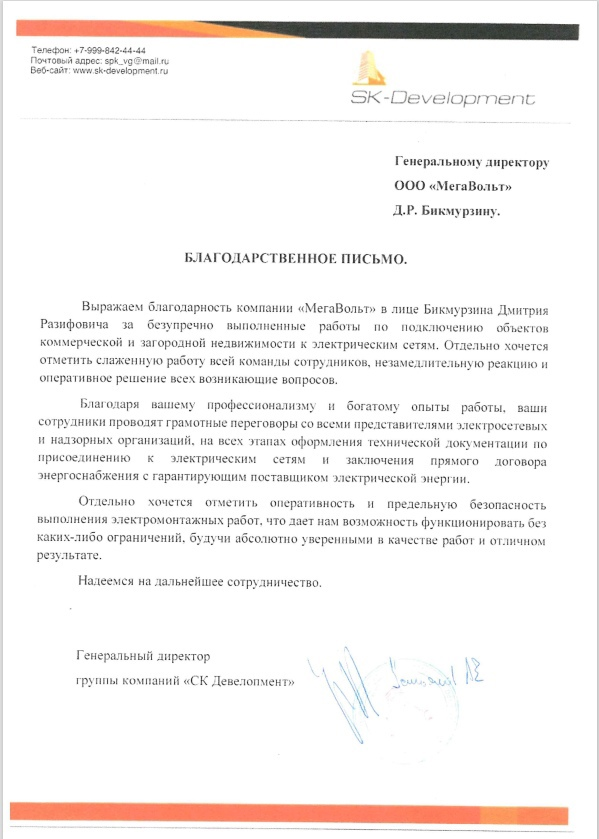 Телефон: +7-999-842-44-44
Почтовый адрес: spk_vg@mail.ru
Веб-сайт: www.sk-development.ru
SK-Development
Генеральному директору
ООО «МегаВольт»
Д.Р. Бикмурзину.
БЛАГОДАРСТВЕННОЕ ПИСЬМО.
Выражаем благодарность компании «МегаВольт» в лице Бикмурзина Дмитрия
Разифовича за безупречно выполненные работы по подключению объектов
коммерческой и загородной недвижимости к электрическим сетям. Отдельно хочется
отметить слаженную работу всей команды сотрудников, незамедлительную реакцию и
оперативное решение всех возникающие вопросов.
Благодаря вашему профессионализму и богатому опыты работы, ваши
сотрудники проводят грамотные переговоры со всеми представителями электросетевых
и надзорных организаций, на всех этапах оформления технической документации по
присоединению к электрическим сетям и заключения прямого договора
энергоснабжения с гарантирующим поставщиком электрической энергии.
Отдельно хочется отметить оперативность и предельную безопасность
выполнения электромонтажных работ, что дает нам возможность функционировать без
каких-либо ограничений, будучи абсолютно уверенными в качестве работ и отличном
результате.
Надеемся на дальнейшее сотрудничество.
Генеральный директор
группы компаний «СК Девелопмент»